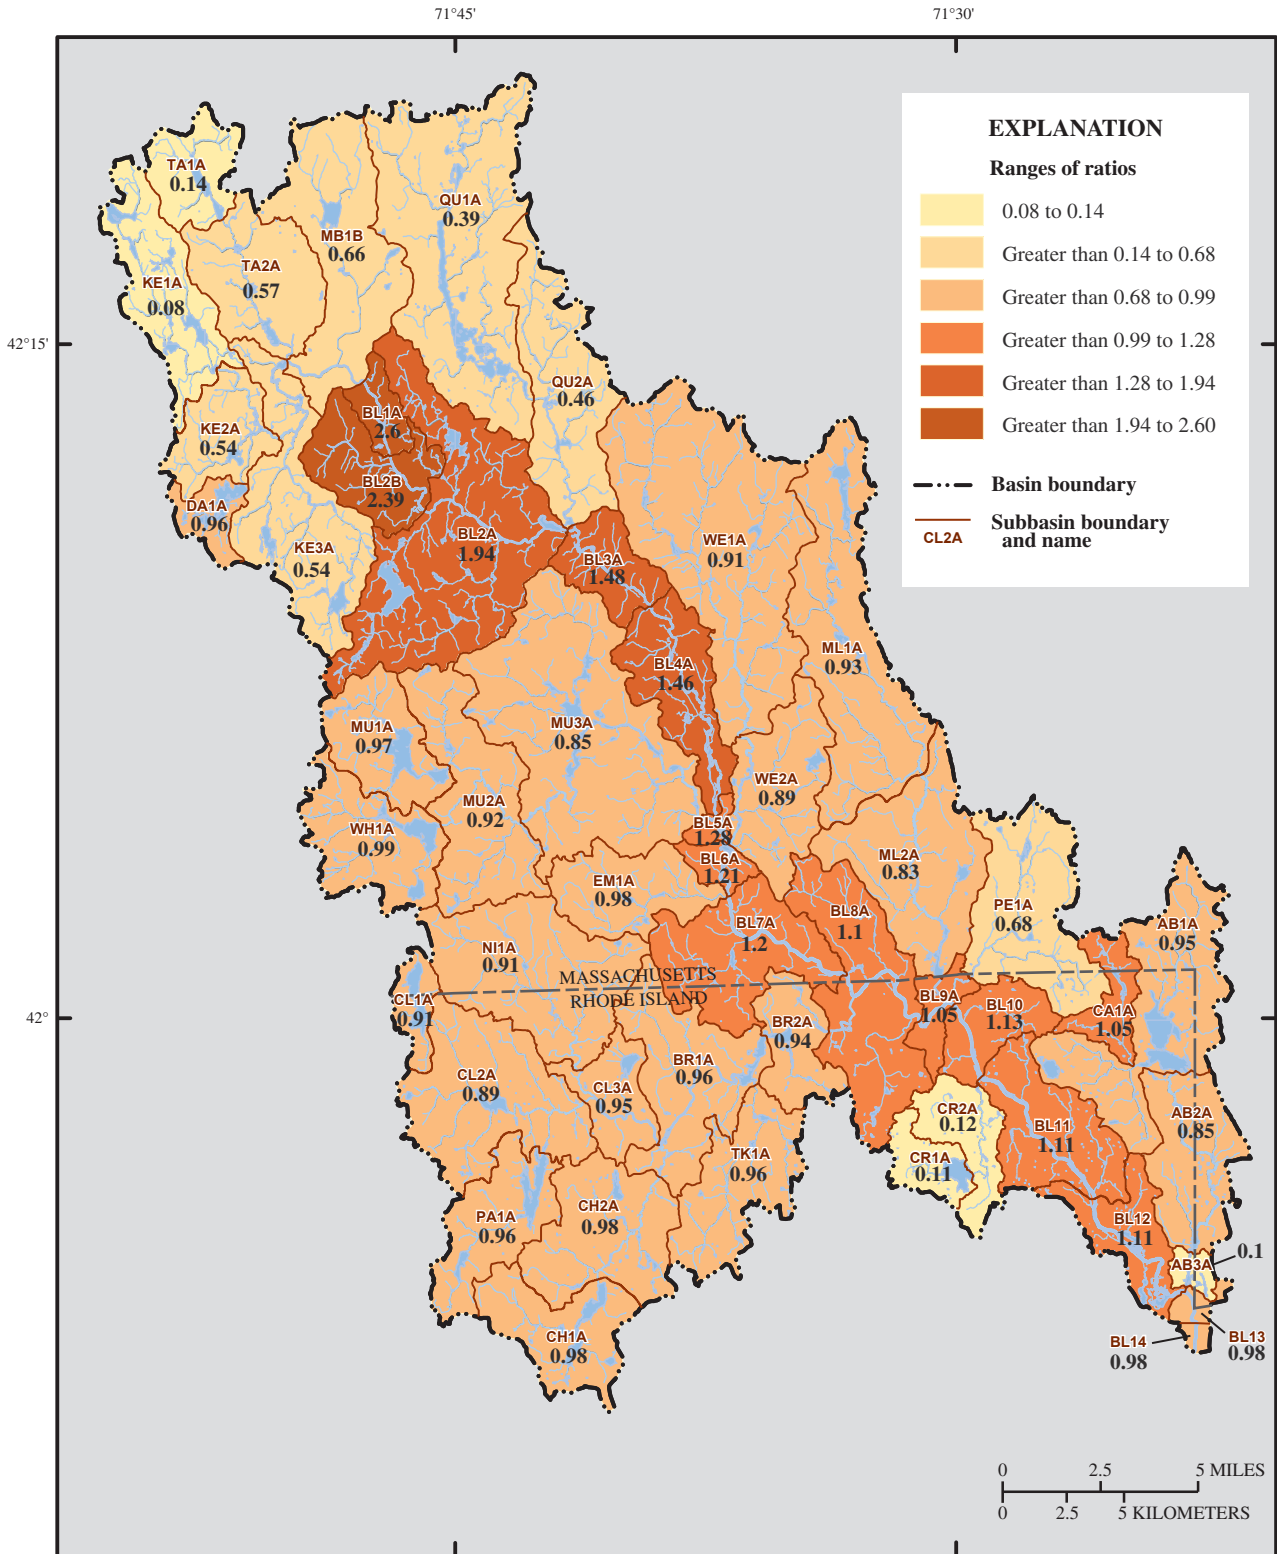 71°45'
71°30'
EXPLANATION
Ranges of ratios
0.08 to 0.14
Greater than 0.14 to 0.68
Greater than 0.68 to 0.99
Greater than 0.99 to 1.28
Greater than 1.28 to 1.94
Greater than 1.94 to 2.60
Basin boundary
Subbasin boundary
and name
CL2A
42°15'
42°
TA1A
0.14
QU1A
0.39
MB1B
0.66
TA2A
0.57
KE1A
0.08
QU2A
0.46
BL1A
2.6
KE2A
0.54
BL2B
2.39
DA1A
0.96
BL2A
1.94
WE1A
0.91
KE3A
0.54
BL3A
1.48
ML1A
0.93
BL4A
1.46
MU1A
0.97
MU3A
0.85
WE2A
0.89
MU2A
0.92
WH1A
0.99
BL5A
1.28
BL6A
1.21
ML2A
0.83
EM1A
0.98
PE1A
0.68
BL8A
1.1
BL7A
1.2
AB1A
0.95
NI1A
0.91
MASSACHUSETTS
RHODE ISLAND
CL1A
0.91
BL9A
1.05
BL10
1.13
CA1A
1.05
BR2A
0.94
BR1A
0.96
CL2A
0.89
CL3A
0.95
CR2A
0.12
BL11
1.11
AB2A
0.85
CR1A
0.11
TK1A
0.96
PA1A
0.96
CH2A
0.98
BL12
1.11
AB3A
0.1
CH1A
0.98
BL14
0.98
BL13
0.98
0 2.5 5 MILES
0 2.5 5 KILOMETERS